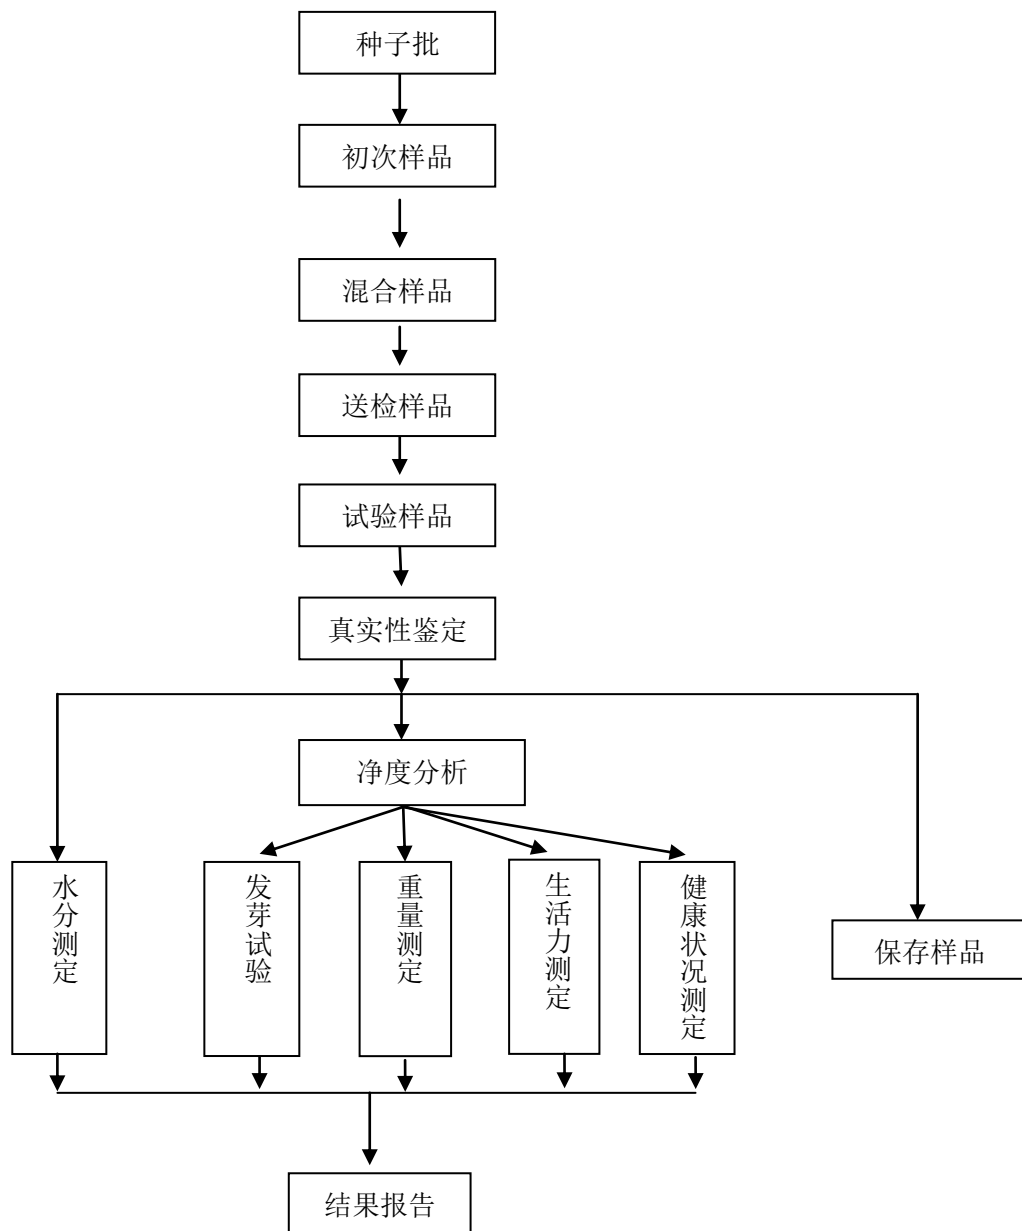 种子批
初次样品
混合样品
送检样品
试验样品
真实性鉴定
净度分析
水分测定
发芽试验
重量测定
生活力测定
健康状况测定
保存样品
结果报告